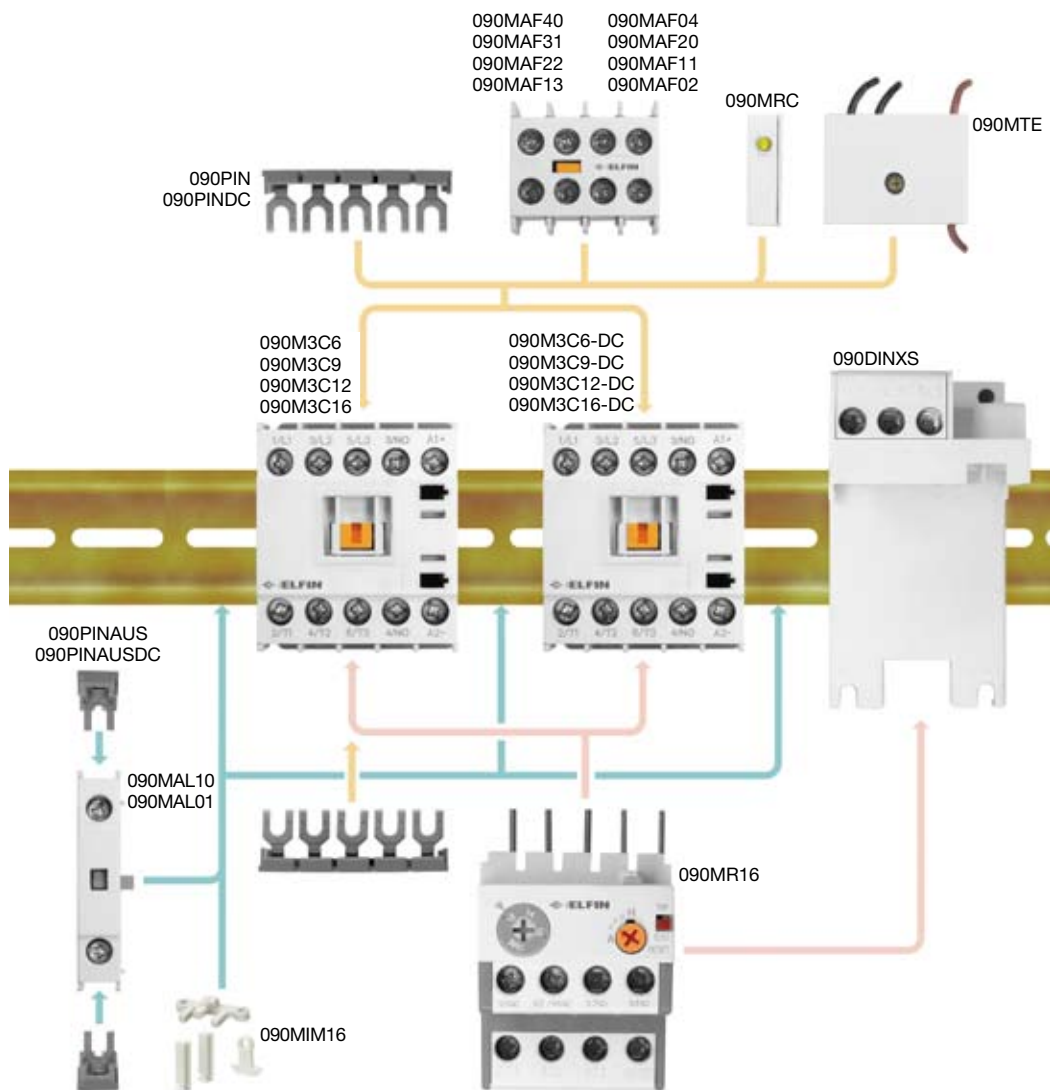 090MAF40
090MAF31
090MAF22
090MAF13
090MAF04
090MAF20
090MAF11
090MAF02
090MRC
090MTE
090PIN
090PINDC
ELFIN
090M3C6
090M3C9
090M3C12
090M3C16
090M3C6-DC
090M3C9-DC
090M3C12-DC
090M3C16-DC
090DINXS
1/L1 3/L2 5/L3 3/NO A1+
1/L1 3/L2 5/L3 3/NO A1+
ELFIN
ELFIN
2/T1 4/T2 6/T3 4/NO A2-
2/T1 4/T2 6/T3 4/NO A2-
090PINAUS
090PINAUSDC
090MAL10
090MAL01
090MR16
ELFIN
H
A
090MIM16